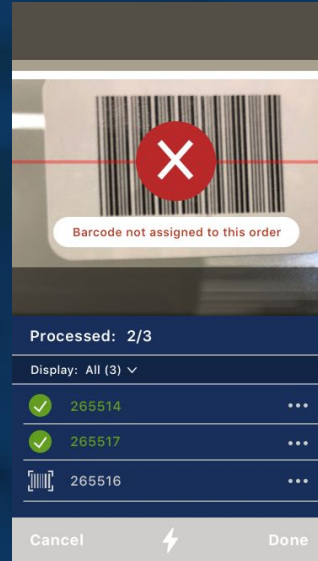 Barcode not assigned to this order
Processed: 2/3
Display: All (3)
265514
265517
265516
Cancel
Done